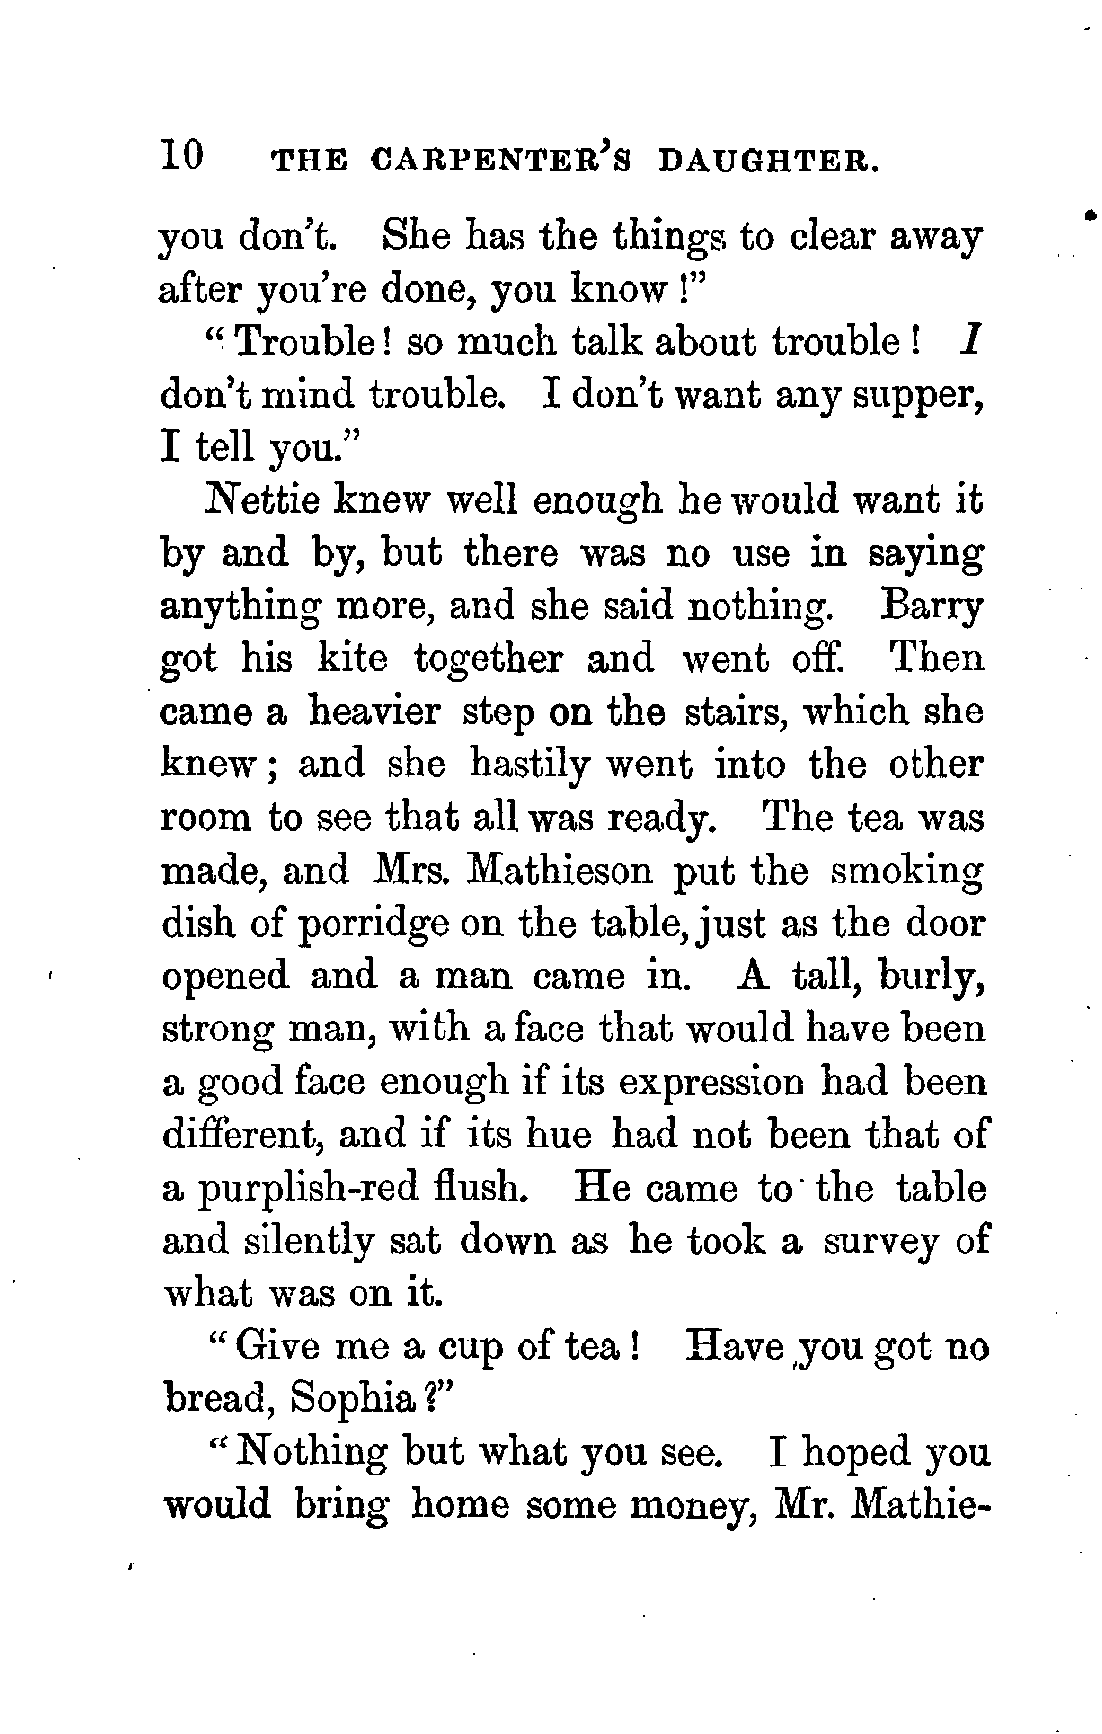 10 THE CARPENTER'S DAUGHTER.
you don't. She has the things to clear away
after you're done, you know!"
"Trouble! so much talk about trouble! I
don't mind trouble. I don't want any supper,
I tell you."
Nettie knew well enough he would want it
by and by, but there was no use in saying
anything more, and she said nothing. Barry
got his kite together and went off. Then
came a heavier step on the stairs, which she
knew; and she hastily went into the other
room to see that all was ready. The tea was
made, and Mrs. Mathieson put the smoking
dish of porridge on the table, just as the door
opened and a man came in. A tall, burly,
strong man, with a face that would have been
a good face enough if its expression had been
different, and if its hue had not been that of
a purplish-red flush. He came to the table
and silently sat down as he took a survey of
what was on it.
"Give me a cup of tea! Have you got no
bread, Sophia?"
"Nothing but what you see. I hoped you
would bring home some money, Mr. Mathie-